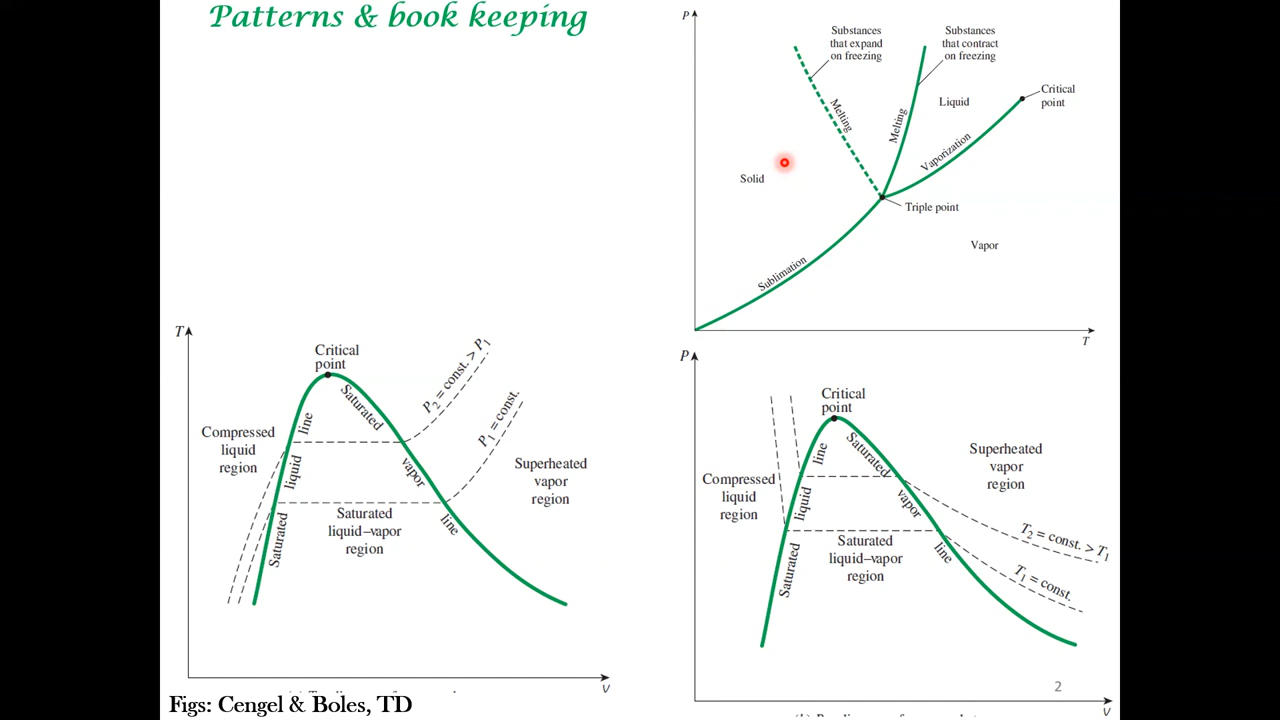 Patterns & book keeping
P
Substances
that expand
on freezing
Substances
that contract
on freezing
Critical
point
Liquid
Melting
Melting
Vaporization
Solid
Triple point
Vapor
Sublimation
T
T
Critical
point
P2 = const. > P1
P1 = const.
Compressed
liquid
region
Saturated
liquid
line
Saturated
vapor
line
Superheated
vapor
region
Saturated
liquid–vapor
region
v
P
Critical
point
Compressed
liquid
region
Saturated
liquid
line
Saturated
vapor
line
Superheated
vapor
region
T2 = const. > T1
T1 = const.
Saturated
liquid–vapor
region
2
v
Figs: Cengel & Boles, TD